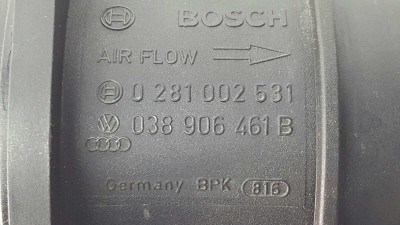 BOSCH
AIR FLOW
0 281 002 531
038 906 461 B
Germany BPK 816